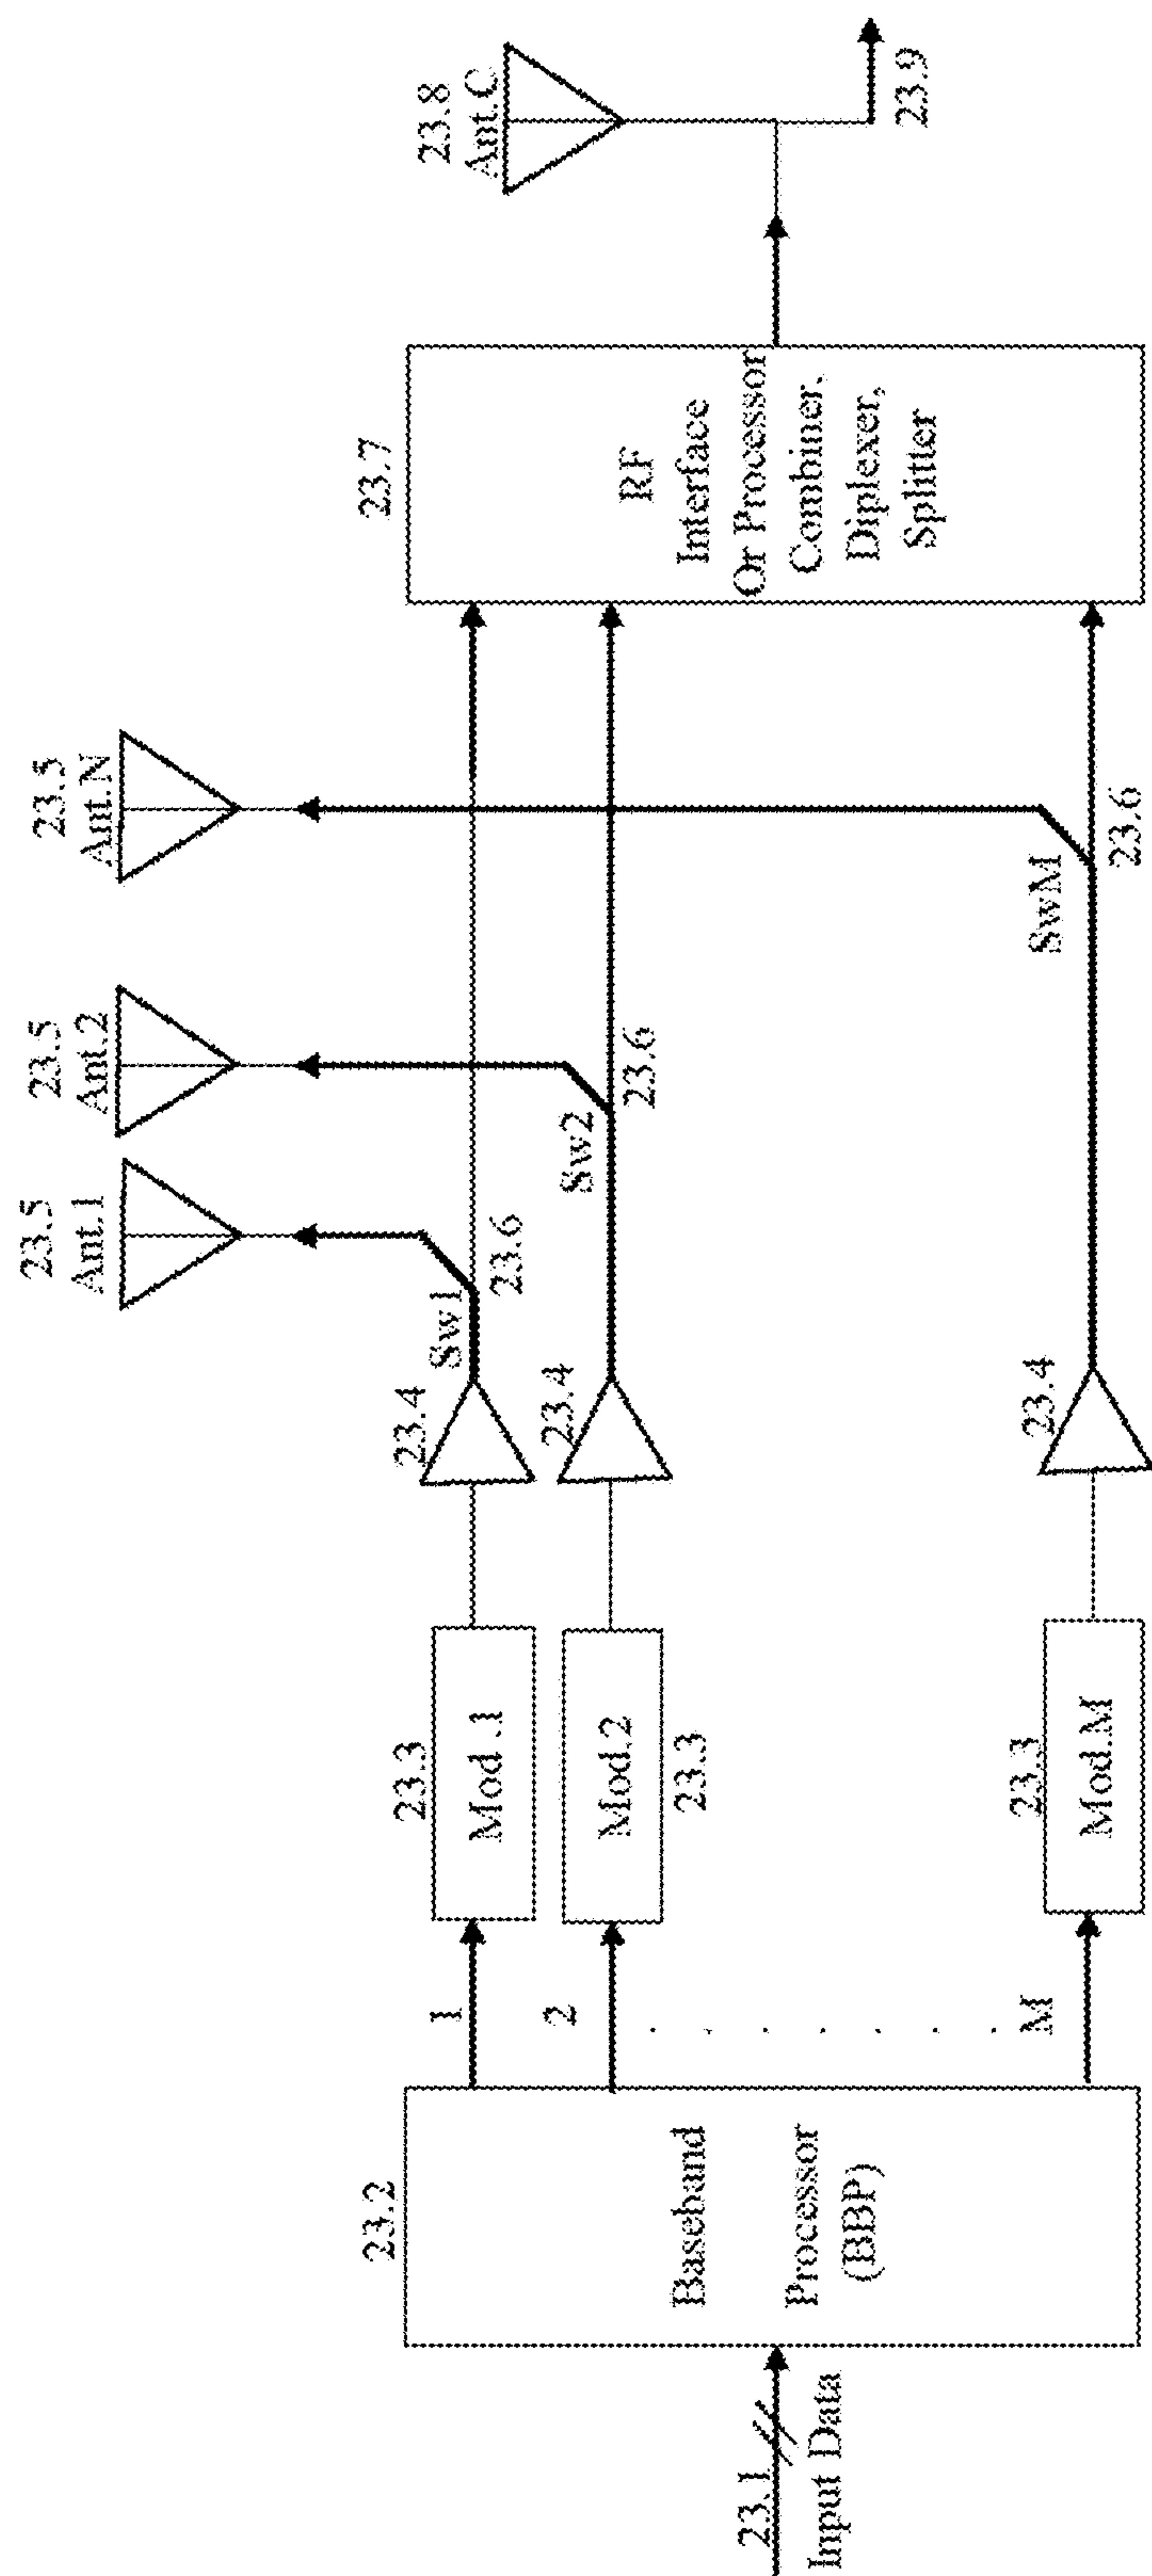 23.1
Input Data
23.2
Baseband
Processor
(BBP)
1
2
. . . . . . .
M
23.3
Mod .1
Mod.2
23.3
23.3
Mod.M
23.4
23.4
23.4
Sw1
23.6
Sw2
23.6
SwM
23.6
23.5
Ant.1
23.5
Ant.2
23.5
Ant.N
23.7
RF
Interface
Or Processor
Combiner,
Diplexer,
Splitter
23.8
Ant.C
23.9